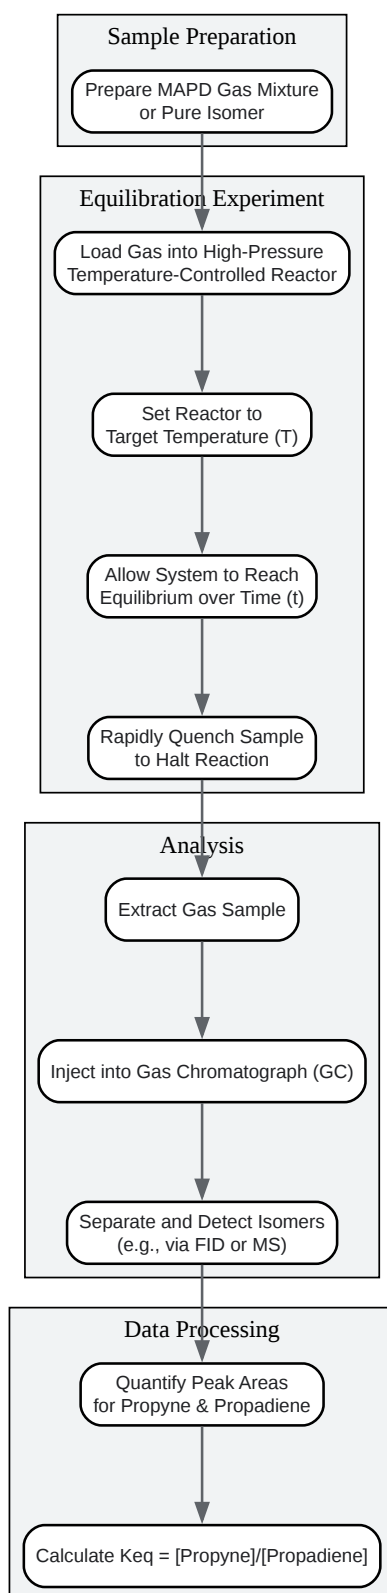 Sample Preparation
Prepare MAPD Gas Mixture
or Pure Isomer
Equilibration Experiment
Load Gas into High-Pressure
Temperature-Controlled Reactor
Set Reactor to
Target Temperature (T)
Allow System to Reach
Equilibrium over Time (t)
Rapidly Quench Sample
to Halt Reaction
Analysis
Extract Gas Sample
Inject into Gas Chromatograph (GC)
Separate and Detect Isomers
(e.g., via FID or MS)
Data Processing
Quantify Peak Areas
for Propyne & Propadiene
Calculate Keq = [Propyne]/[Propadiene]